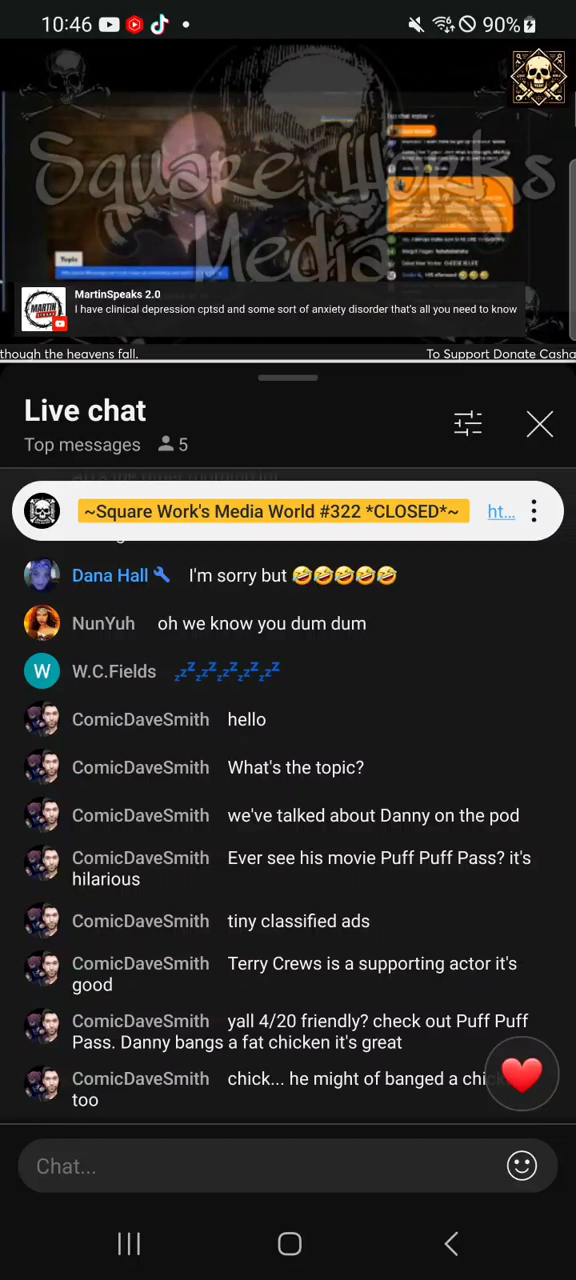 10:46
90%
Square Works
Media
Topic
MartinSpeaks 2.0
MARTIN
I have clinical depression cptsd and some sort of anxiety disorder that's all you need to know
though the heavens fall.
To Support Donate Casha
Live chat
Top messages 5
~Square Work's Media World #322 *CLOSED*~ ht...
Dana Hall I'm sorry but 🤣🤣🤣🤣🤣
NunYuh oh we know you dum dum
W W.C.Fields zzZzzZzzZzzZzzZ
ComicDaveSmith hello
ComicDaveSmith What's the topic?
ComicDaveSmith we've talked about Danny on the pod
ComicDaveSmith Ever see his movie Puff Puff Pass? it's
hilarious
ComicDaveSmith tiny classified ads
ComicDaveSmith Terry Crews is a supporting actor it's
good
ComicDaveSmith yall 4/20 friendly? check out Puff Puff
Pass. Danny bangs a fat chicken it's great
ComicDaveSmith chick... he might of banged a chi
too
Chat...